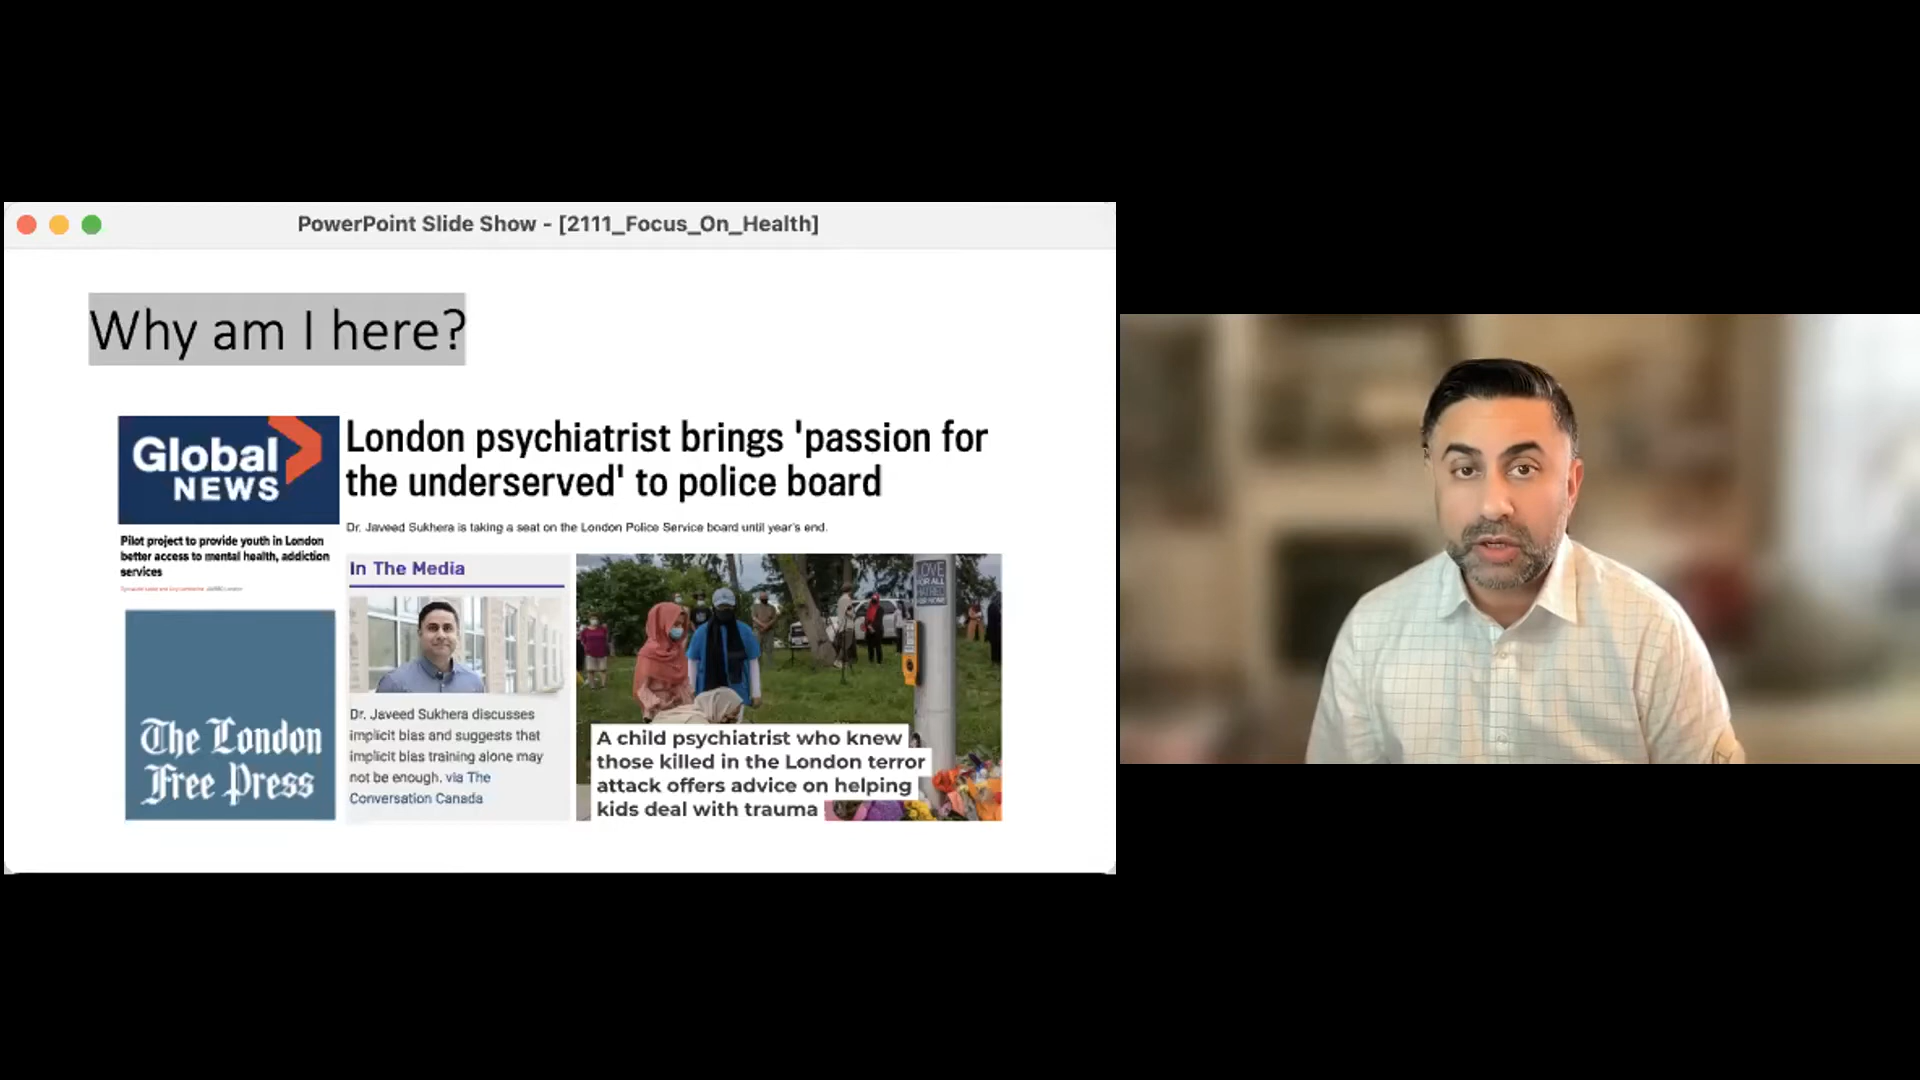 PowerPoint Slide Show - [2111_Focus_On_Health]
Why am I here?
Global
NEWS
London psychiatrist brings 'passion for
the underserved' to police board
Dr. Javeed Sukhera is taking a seat on the London Police Service board until year's end.
Pilot project to provide youth in London
better access to mental health, addiction
services
The London
Free Press
In The Media
Dr. Javeed Sukhera discusses
implicit bias and suggests that
implicit bias training alone may
not be enough. via The
Conversation Canada
LOVE
FOR ALL
HATRED
FOR NONE
A child psychiatrist who knew
those killed in the London terror
attack offers advice on helping
kids deal with trauma